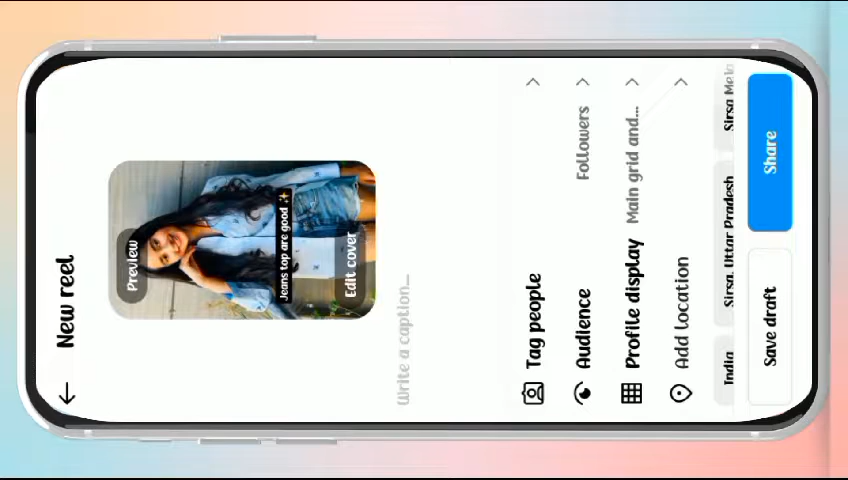 New reel
Preview
Jeans top are good ✨
Edit cover
Write a caption...
Tag people
Audience Followers
Profile display Main grid and...
Add location
India Sirsa, Uttar Pradesh Sirsa
Save draft Share